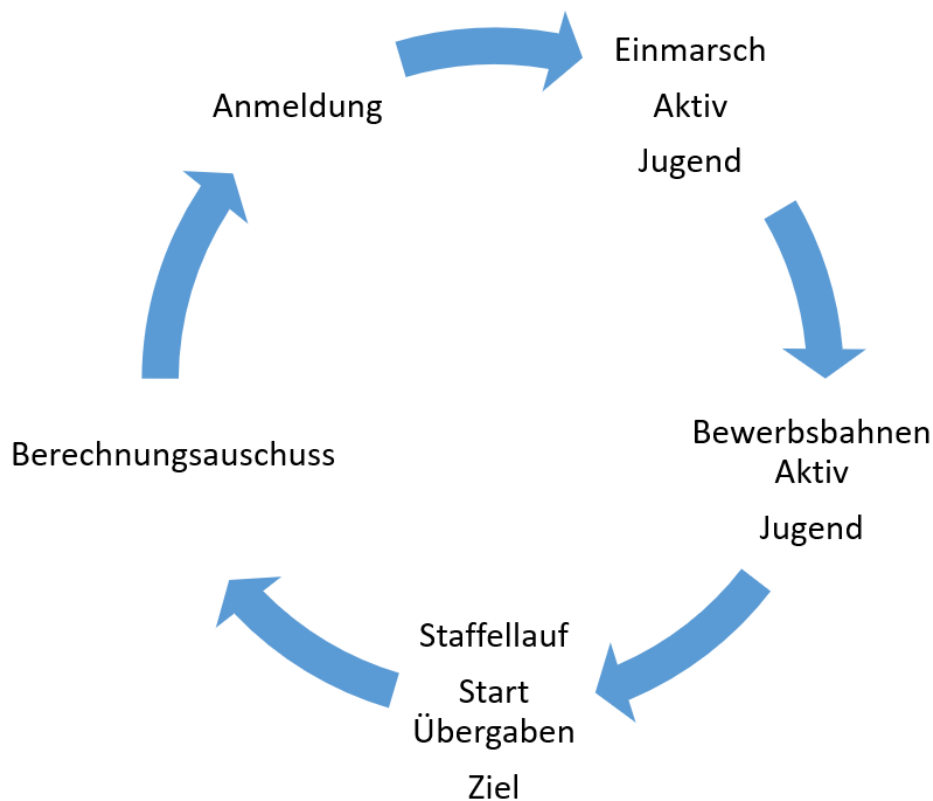 Anmeldung
Einmarsch
Aktiv
Jugend
Bewerbsbahnen
Aktiv
Jugend
Staffellauf
Start
Übergaben
Ziel
Berechnungsauschuss